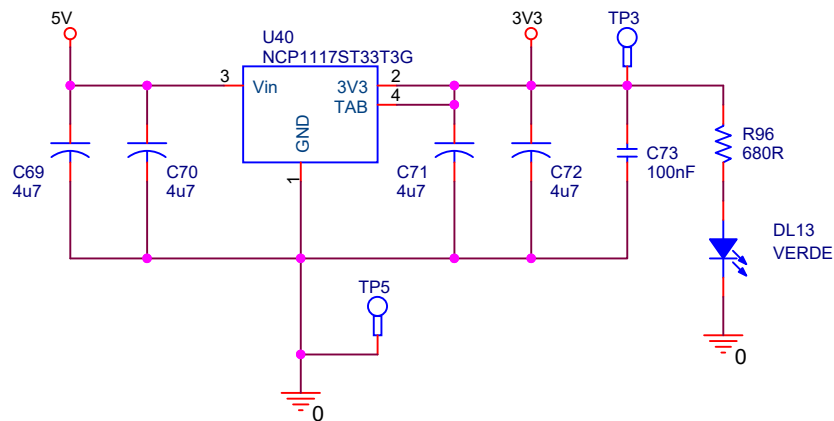 5V
U40
NCP1117ST33T3G
3V3
TP3
3
Vin
3V3
2
TAB
4
GND
1
C69
4u7
C70
4u7
C71
4u7
C72
4u7
C73
100nF
R96
680R
DL13
VERDE
TP5
0
0